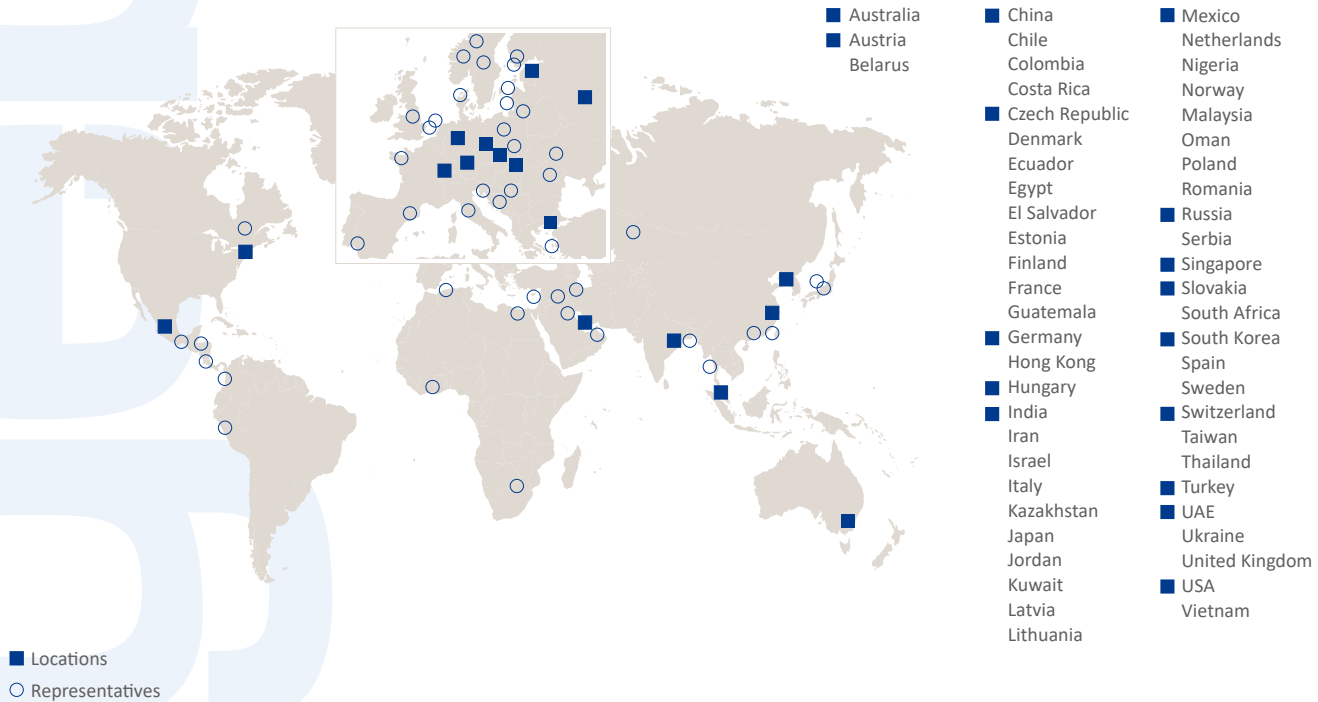 Australia
Austria
Belarus
China
Chile
Colombia
Costa Rica
Czech Republic
Denmark
Ecuador
Egypt
El Salvador
Estonia
Finland
France
Guatemala
Germany
Hong Kong
Hungary
India
Iran
Israel
Italy
Kazakhstan
Japan
Jordan
Kuwait
Latvia
Lithuania
Mexico
Netherlands
Nigeria
Norway
Malaysia
Oman
Poland
Romania
Russia
Serbia
Singapore
Slovakia
South Africa
South Korea
Spain
Sweden
Switzerland
Taiwan
Thailand
Turkey
UAE
Ukraine
United Kingdom
USA
Vietnam
Locations
Representatives